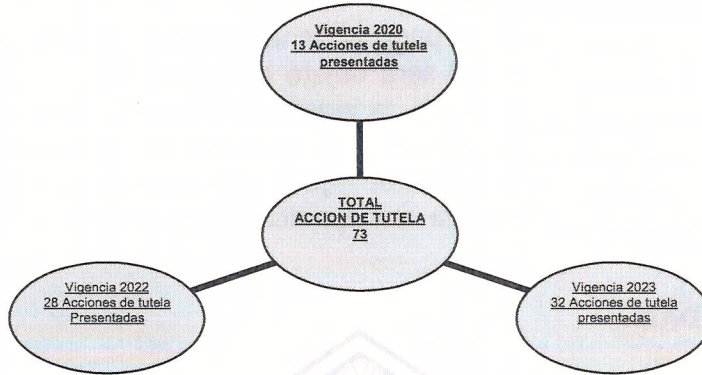 Vigencia 2020
13 Acciones de tutela
presentadas
TOTAL
ACCION DE TUTELA
73
Vigencia 2022
28 Acciones de tutela
Presentadas
Vigencia 2023
32 Acciones de tutela
presentadas